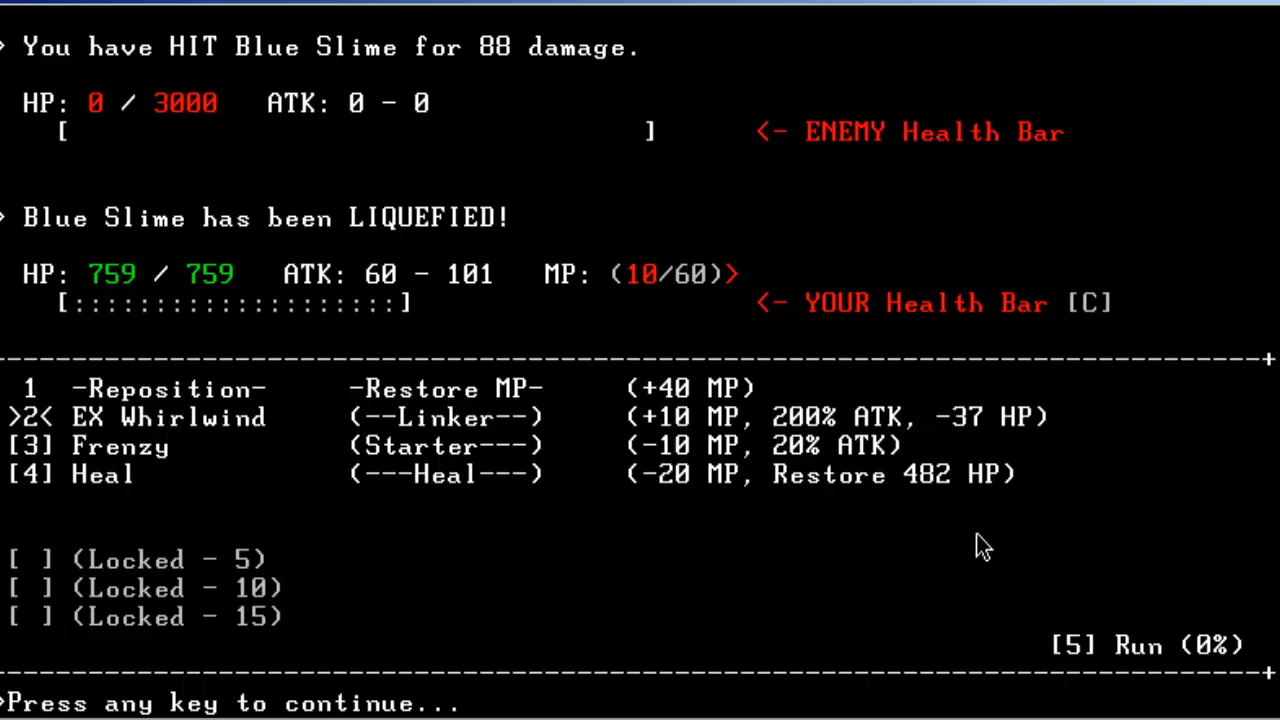 > You have HIT Blue Slime for 88 damage.
HP: 0 / 3000   ATK: 0 - 0
[                                    ]   <- ENEMY Health Bar
> Blue Slime has been LIQUEFIED!
HP: 759 / 759   ATK: 60 - 101   MP: (10/60)>
[::::::::::::::::::::]   <- YOUR Health Bar [C]
------------------------------------------------------------------------------+
1  -Reposition-     -Restore MP-     (+40 MP)
>2< EX Whirlwind     (--Linker--)     (+10 MP, 200% ATK, -37 HP)
[3] Frenzy           (Starter---)     (-10 MP, 20% ATK)
[4] Heal             (---Heal---)     (-20 MP, Restore 482 HP)
[ ] (Locked - 5)
[ ] (Locked - 10)
[ ] (Locked - 15)
[5] Run (0%)
------------------------------------------------------------------------------+
>Press any key to continue...